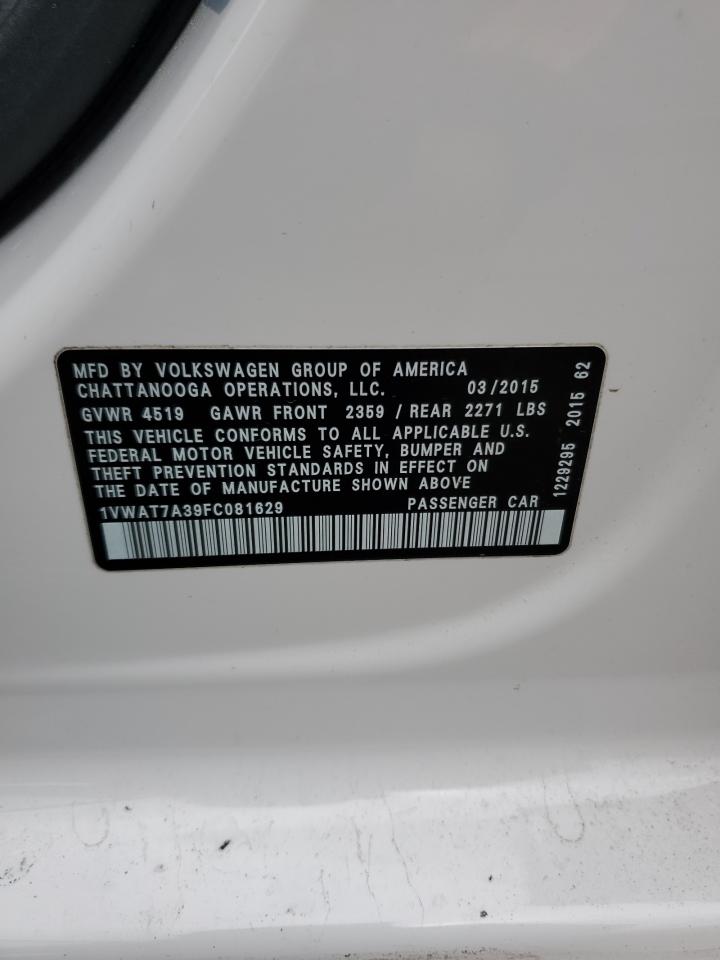 MFD BY VOLKSWAGEN GROUP OF AMERICA
CHATTANOOGA OPERATIONS, LLC. 03/2015
GVWR 4519 GAWR FRONT 2359 / REAR 2271 LBS
THIS VEHICLE CONFORMS TO ALL APPLICABLE U.S.
FEDERAL MOTOR VEHICLE SAFETY, BUMPER AND
THEFT PREVENTION STANDARDS IN EFFECT ON
THE DATE OF MANUFACTURE SHOWN ABOVE
1VWAT7A39FC081629 PASSENGER CAR
1229295 2015 62